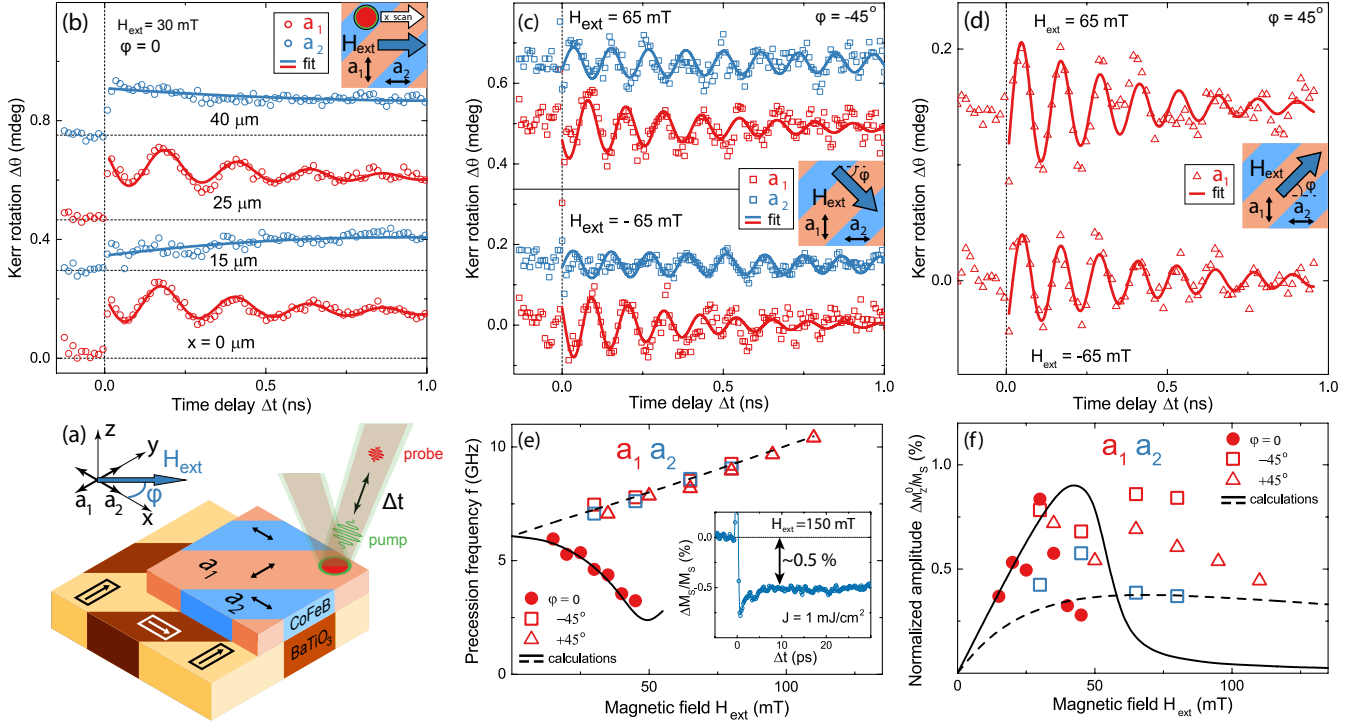 (b)
H_ext = 30 mT
φ = 0
a₁
a₂
fit
x scan
H_ext
a₁
a₂
40 μm
25 μm
15 μm
x = 0 μm
0.8
0.4
0.0
Kerr rotation Δθ (mdeg)
0.0
0.5
1.0
Time delay Δt (ns)
(c)
H_ext = 65 mT
φ = -45°
a₁
a₂
fit
φ
H_ext
a₁
a₂
H_ext = - 65 mT
0.6
0.4
0.2
0.0
Kerr rotation Δθ (mdeg)
0.0
0.5
1.0
Time delay Δt (ns)
(d)
H_ext = 65 mT
φ = 45°
a₁
fit
H_ext
φ
a₁
a₂
H_ext = -65 mT
0.2
0.0
Kerr rotation Δθ (mdeg)
0.0
0.5
1.0
Time delay Δt (ns)
(a)
z
y
x
H_ext
φ
a₁
a₂
probe
Δt
pump
a₁
a₂
CoFeB
BaTiO₃
(e)
a₁ a₂
φ = 0
−45°
+45°
calculations
H_ext =150 mT
~0.5 %
J = 1 mJ/cm²
0.0
-0.5
ΔM_S/M_S (%)
0
10
20
Δt (ps)
10
5
0
Precession frequency f (GHz)
50
100
Magnetic field H_ext (mT)
(f)
a₁ a₂
φ = 0
−45°
+45°
calculations
1.0
0.5
0.0
Normalized amplitude ΔM_z⁰/M_S (%)
0
50
100
Magnetic field H_ext (mT)